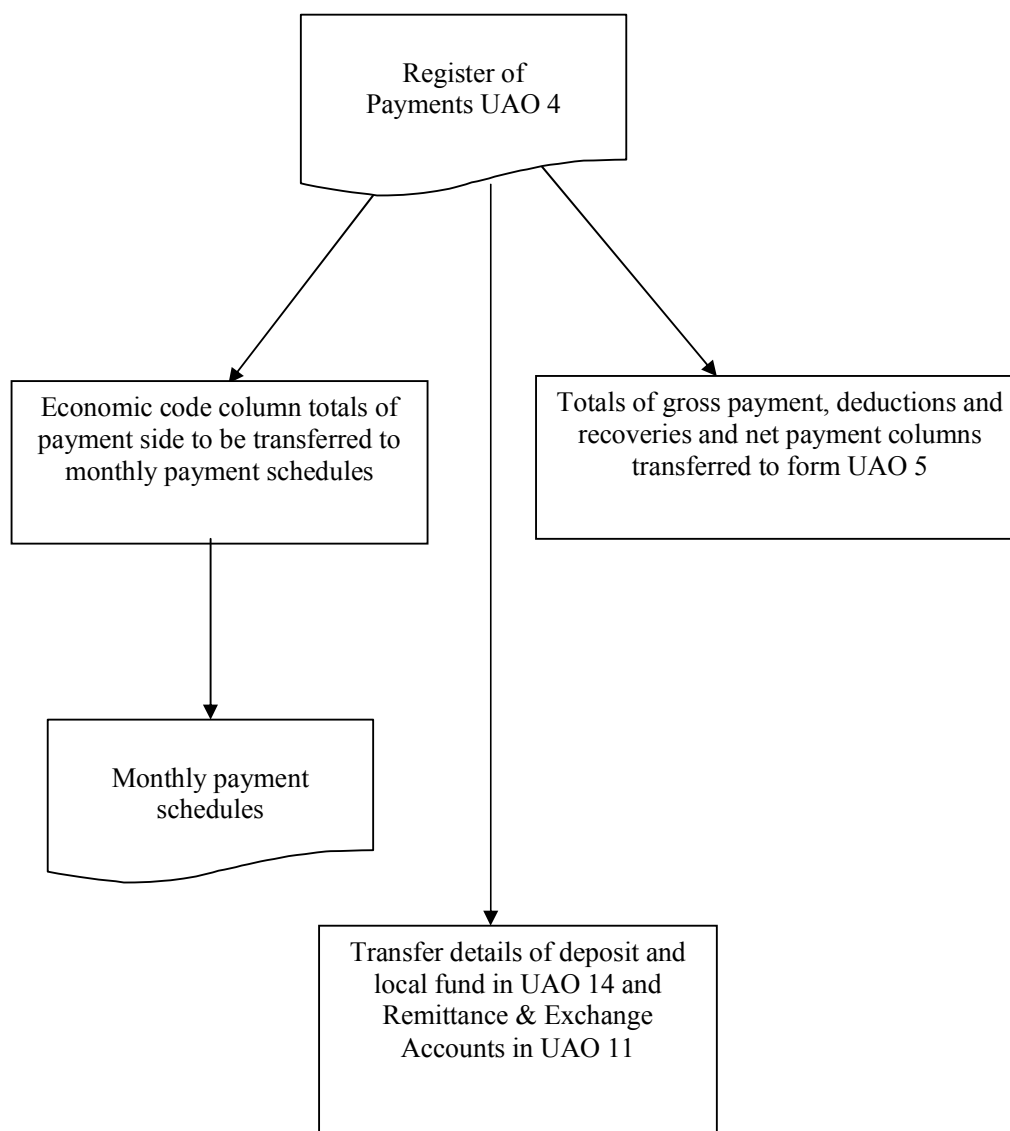 Register of
Payments UAO 4
Economic code column totals of
payment side to be transferred to
monthly payment schedules
Totals of gross payment, deductions and
recoveries and net payment columns
transferred to form UAO 5
Monthly payment
schedules
Transfer details of deposit and
local fund in UAO 14 and
Remittance & Exchange
Accounts in UAO 11